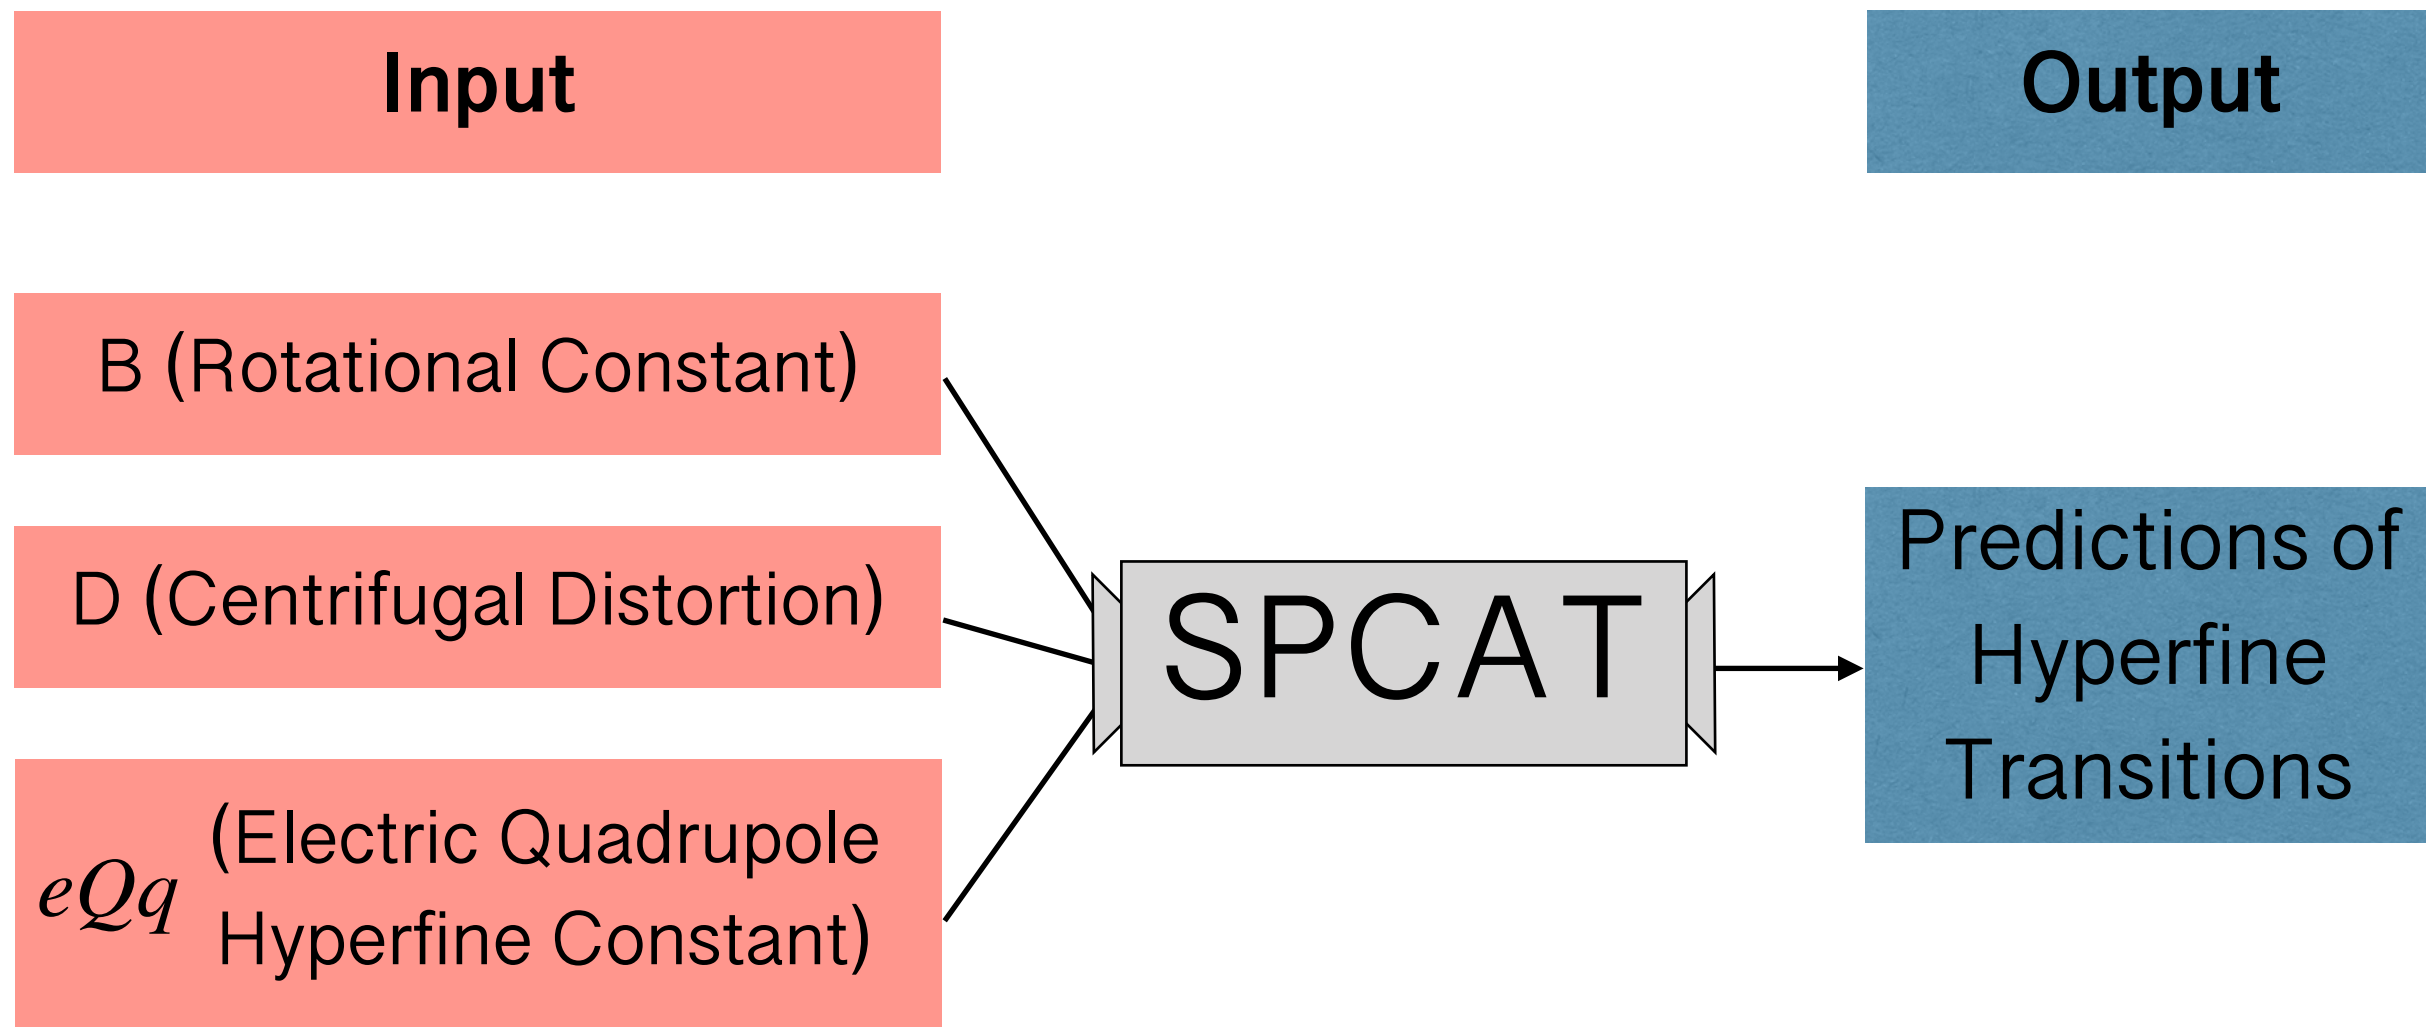 Input
Output
B (Rotational Constant)
D (Centrifugal Distortion)
eQq (Electric Quadrupole
Hyperfine Constant)
SPCAT
Predictions of
Hyperfine
Transitions